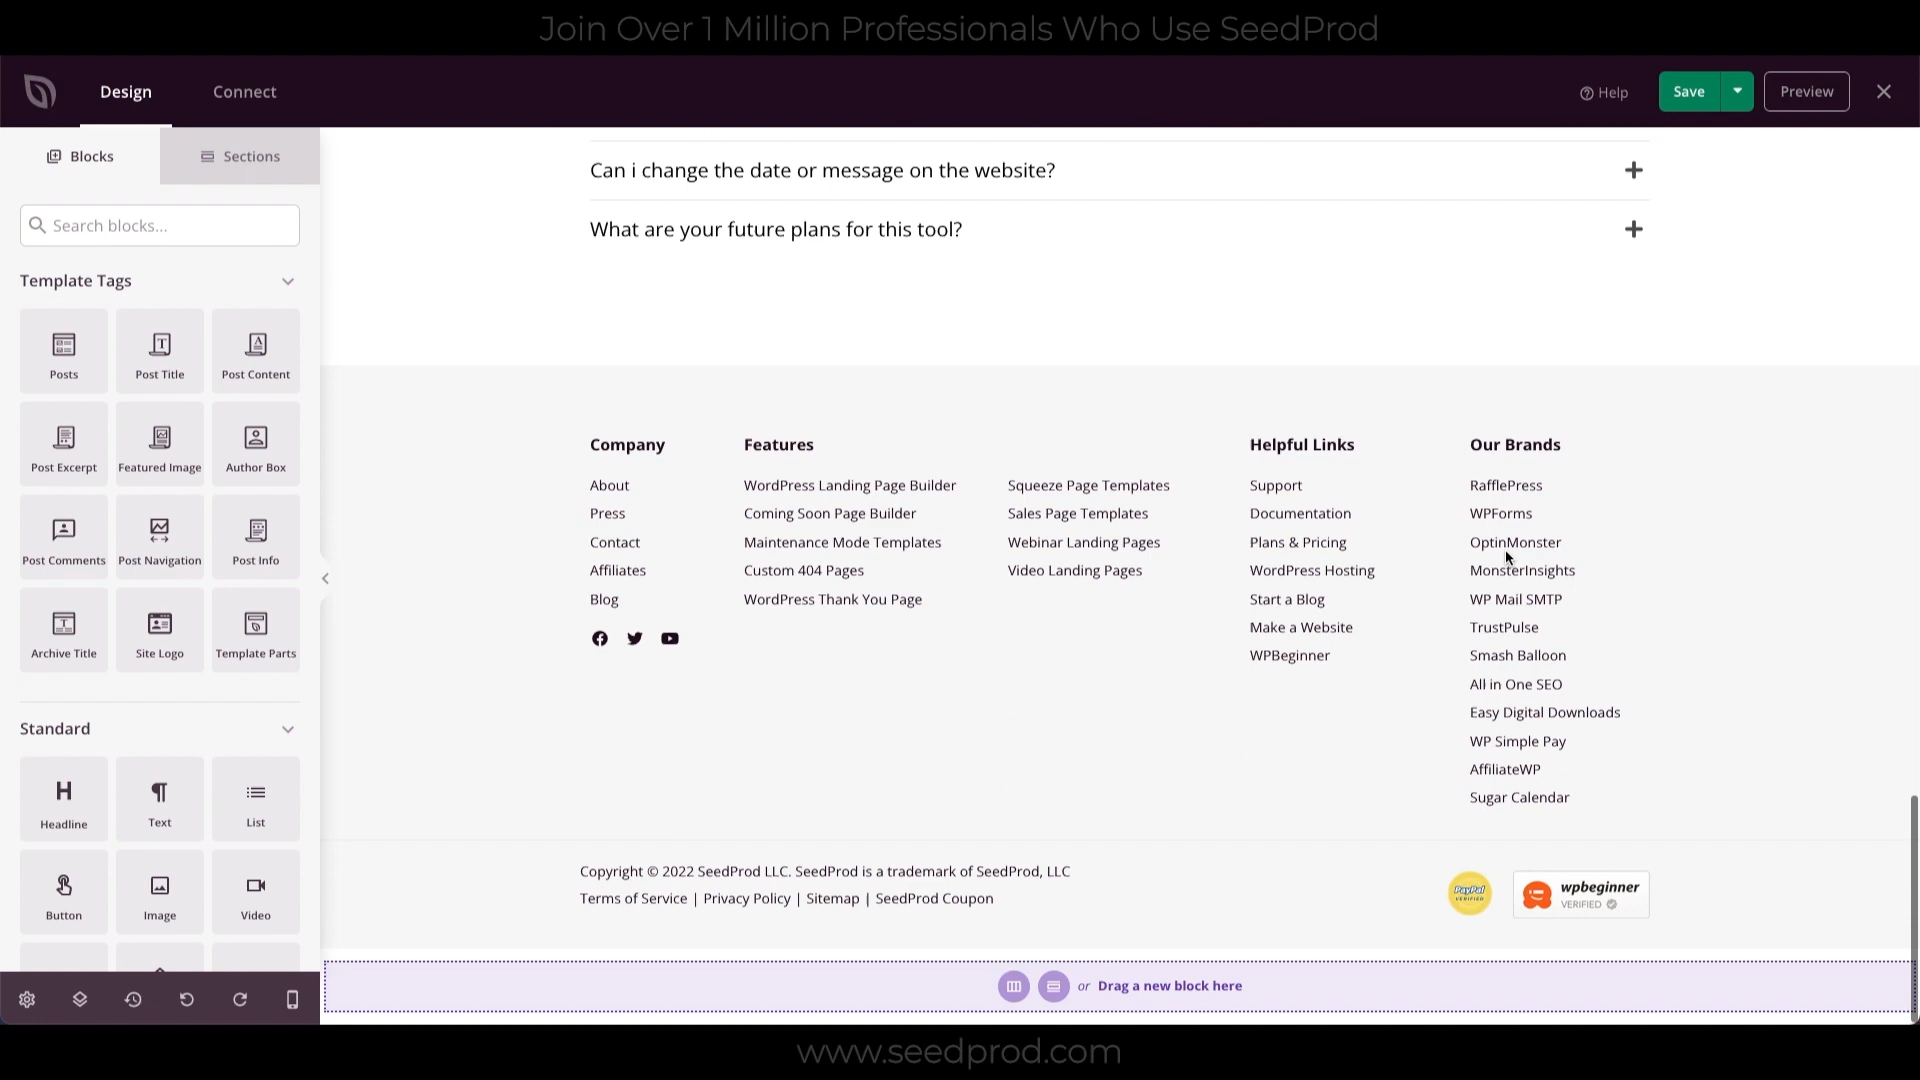 Join Over 1 Million Professionals Who Use SeedProd
Design
Connect
Help
Save
Preview
Blocks
Sections
Search blocks...
Template Tags
Posts
Post Title
Post Content
Post Excerpt
Featured Image
Author Box
Post Comments
Post Navigation
Post Info
Archive Title
Site Logo
Template Parts
Standard
Headline
Text
List
Button
Image
Video
Can i change the date or message on the website?
What are your future plans for this tool?
Company
About
Press
Contact
Affiliates
Blog
Features
WordPress Landing Page Builder
Coming Soon Page Builder
Maintenance Mode Templates
Custom 404 Pages
WordPress Thank You Page
Squeeze Page Templates
Sales Page Templates
Webinar Landing Pages
Video Landing Pages
Helpful Links
Support
Documentation
Plans & Pricing
WordPress Hosting
Start a Blog
Make a Website
WPBeginner
Our Brands
RafflePress
WPForms
OptinMonster
MonsterInsights
WP Mail SMTP
TrustPulse
Smash Balloon
All in One SEO
Easy Digital Downloads
WP Simple Pay
AffiliateWP
Sugar Calendar
Copyright © 2022 SeedProd LLC. SeedProd is a trademark of SeedProd, LLC
Terms of Service | Privacy Policy | Sitemap | SeedProd Coupon
PayPal
VERIFIED
wpbeginner
VERIFIED
or Drag a new block here
www.seedprod.com